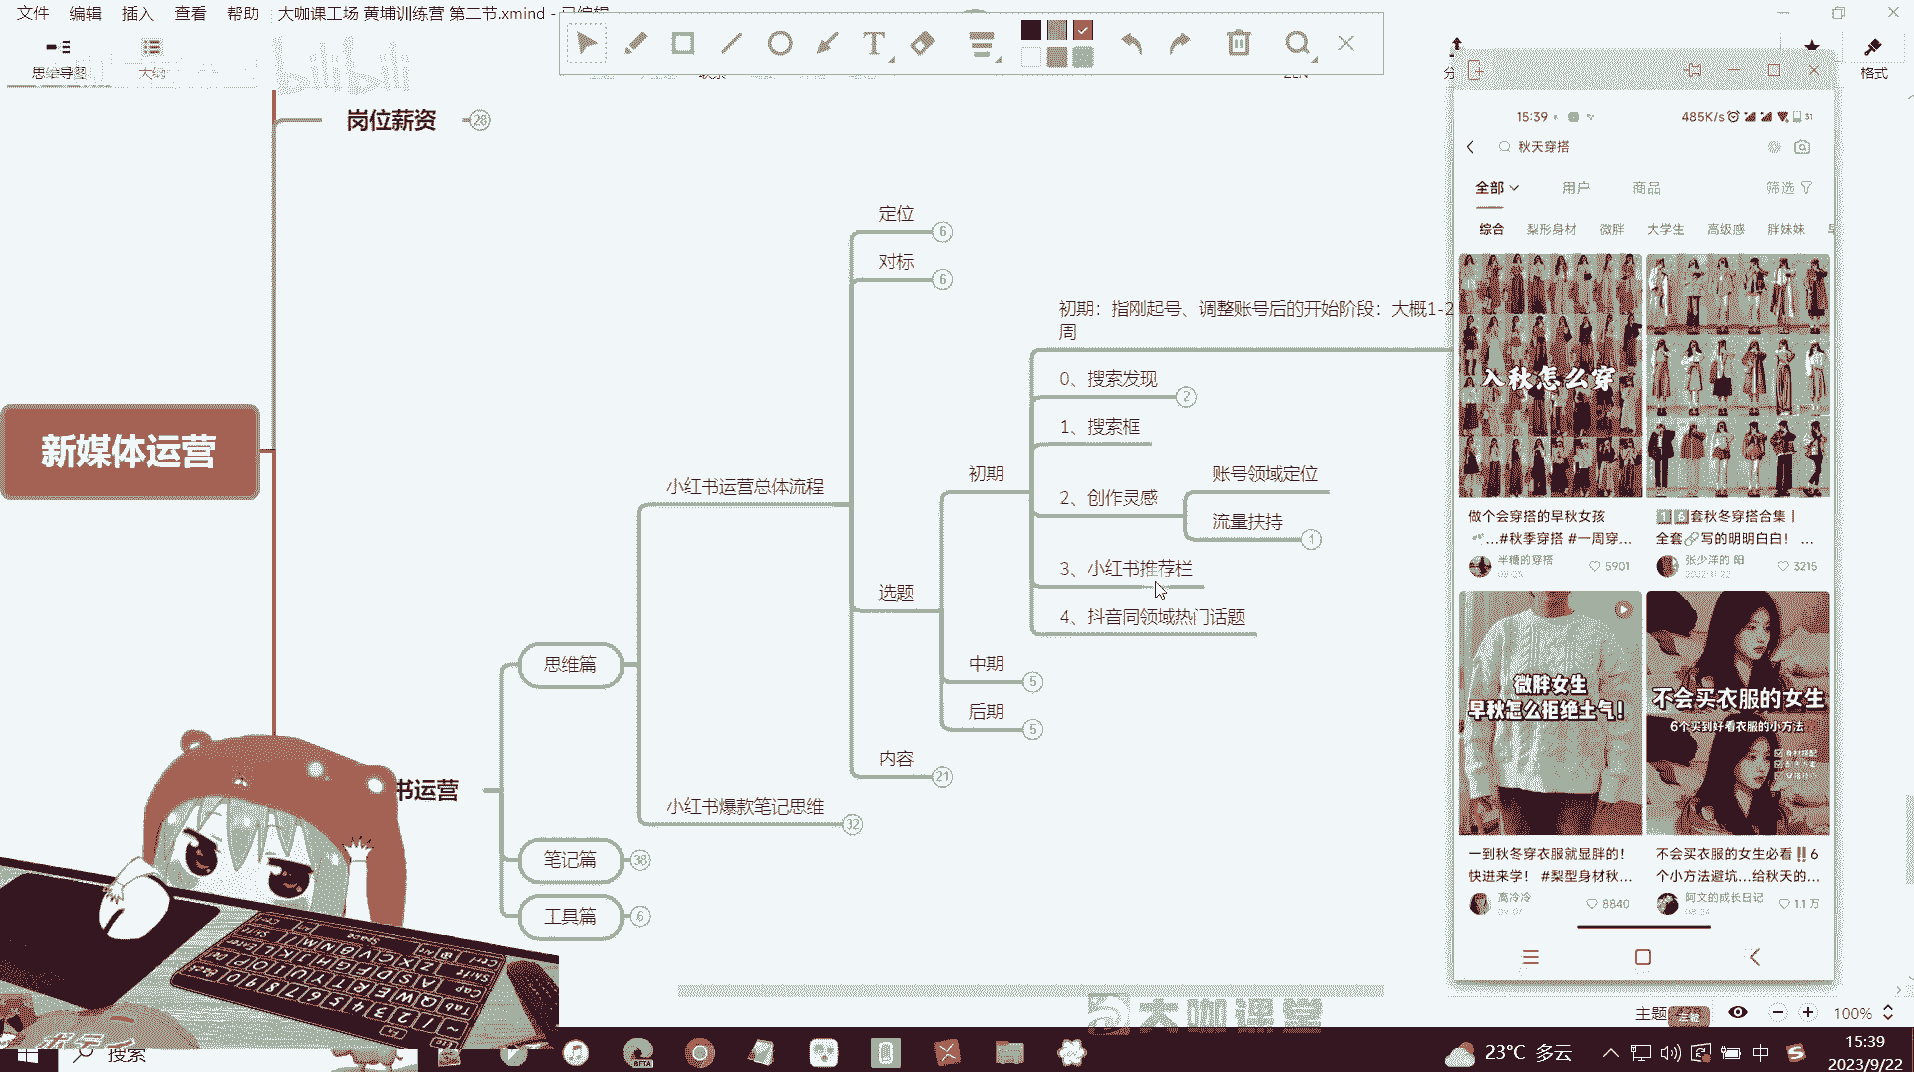 文件 编辑 插入 查看 帮助 大咖课工场 黄埔训练营 第二节.xmind - 已编辑
思维导图
大纲
bilibili
格式
岗位薪资 28
新媒体运营
书运营
思维篇
笔记篇 38
工具篇 6
小红书运营总体流程
小红书爆款笔记思维 32
定位 6
对标 6
选题
内容 21
初期
中期 5
后期 5
初期：指刚起号、调整账号后的开始阶段：大概1-2
周
0、搜索发现 2
1、搜索框
2、创作灵感
账号领域定位
流量扶持 1
3、小红书推荐栏
4、抖音同领域热门话题
15:39
485K/s
31
秋天穿搭
全部 用户 商品 筛选
综合 梨形身材 微胖 大学生 高级感 胖妹妹
入秋怎么穿
做个会穿搭的早秋女孩
...#秋季穿搭 #一周穿...
半糖的穿搭
5901
16套秋冬穿搭合集丨
全套🔗写的明明白白！ ...
张少洋的 阳
3215
微胖女生
早秋怎么拒绝土气！
一到秋冬穿衣服就显胖的！
快进来学！ #梨型身材秋...
高冷冷
8840
不会买衣服的女生
6个买到好看衣服的小方法
不会买衣服的女生必看‼️6
个小方法避坑...给秋天的...
阿文的成长日记
1.1 万
大咖课堂
主题
100%
搜索
BETA
23°C 多云
中
15:39
2023/9/22